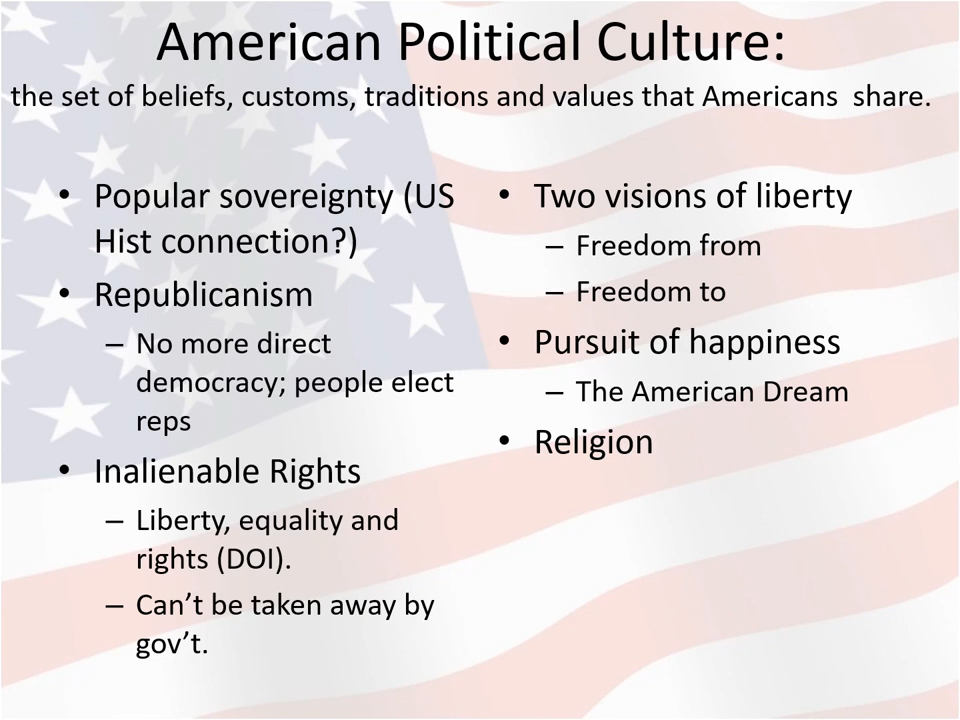 American Political Culture:
the set of beliefs, customs, traditions and values that Americans  share.
• Popular sovereignty (US
Hist connection?)
• Republicanism
– No more direct
democracy; people elect
reps
• Inalienable Rights
– Liberty, equality and
rights (DOI).
– Can’t be taken away by
gov’t.
• Two visions of liberty
– Freedom from
– Freedom to
• Pursuit of happiness
– The American Dream
• Religion